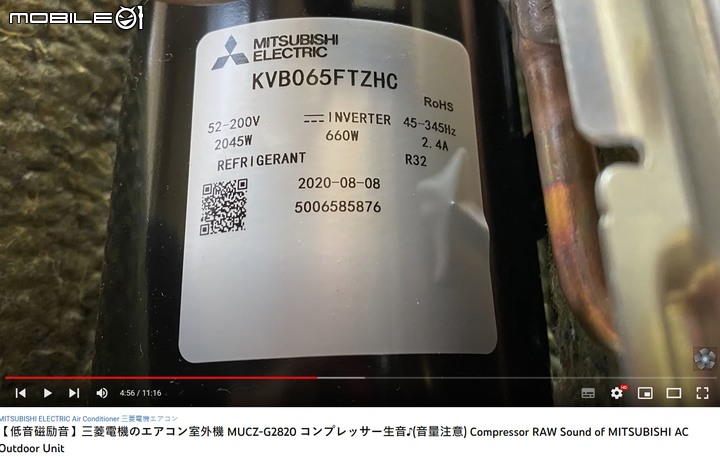 MOBILE01
MITSUBISHI
ELECTRIC
KVB065FTZHC
RoHS
52-200V ⎓ INVERTER 45-345Hz
2045W 660W 2.4A
REFRIGERANT R32
2020-08-08
5006585876
4:56 / 11:16
HD
MITSUBISHI ELECTRIC Air Conditioner 三菱電機エアコン
【低音磁励音】三菱電機のエアコン室外機 MUCZ-G2820 コンプレッサー生音♪(音量注意) Compressor RAW Sound of MITSUBISHI AC
Outdoor Unit